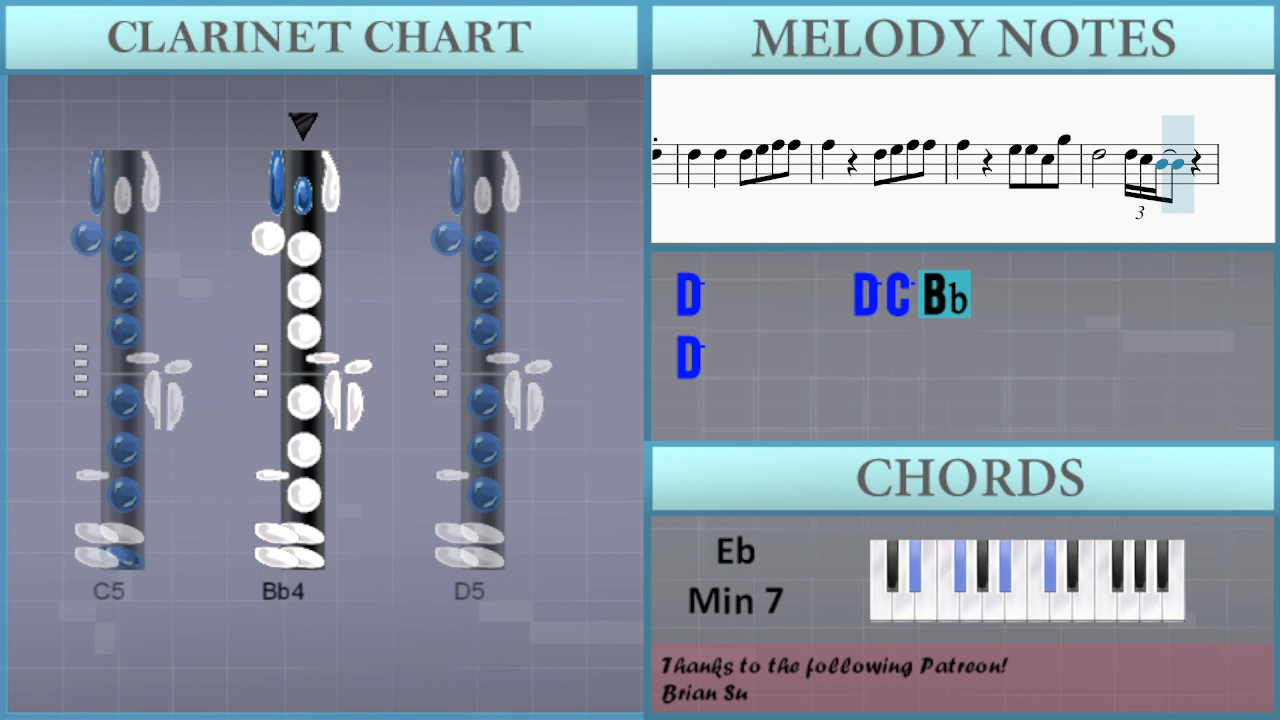 CLARINET CHART
C5
Bb4
D5
MELODY NOTES
3
D D C Bb
D
CHORDS
Eb
Min 7
Thanks to the following Patreon!
Brian Su